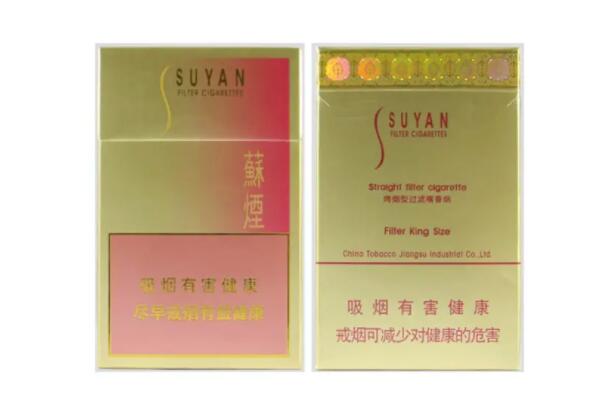 SUYAN
FILTER CIGARETTES
蘇煙
吸烟有害健康
尽早戒烟有益健康
SUYAN
FILTER CIGARETTES
Straight filter cigarette
烤烟型过滤嘴香烟
Filter King Size
China Tobacco Jiangsu Industrial Co.,Ltd.
吸烟有害健康
戒烟可减少对健康的危害